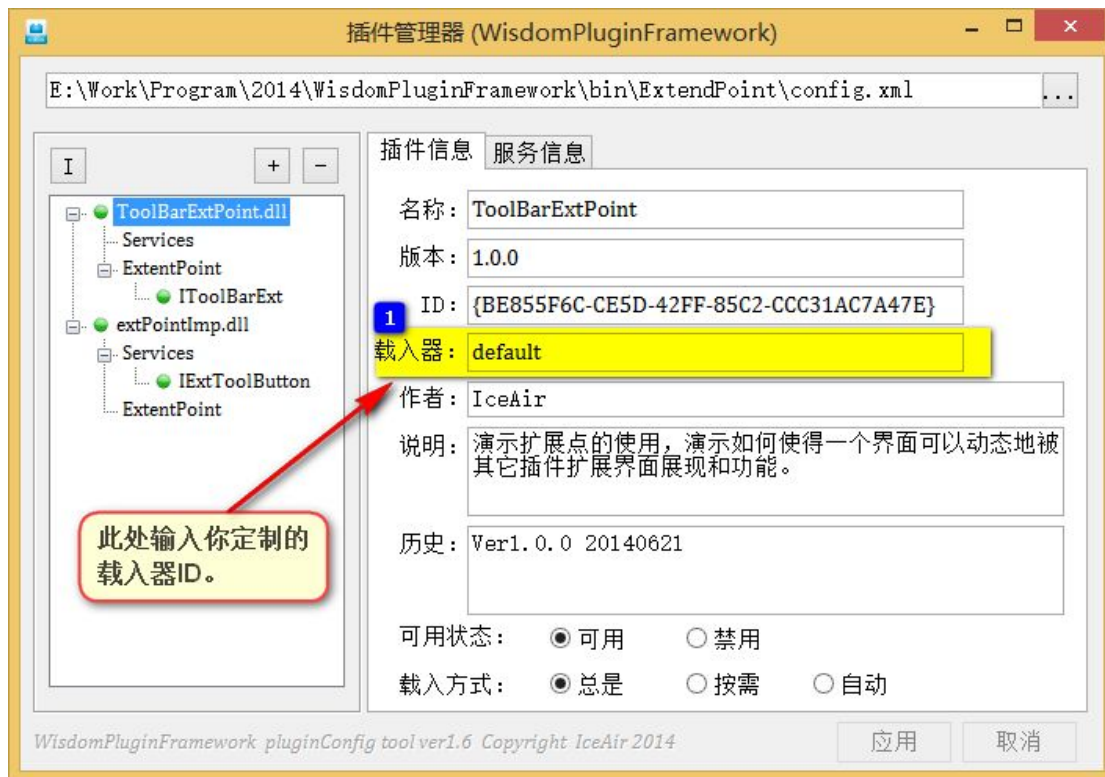 插件管理器 (WisdomPluginFramework)
E:\Work\Program\2014\WisdomPluginFramework\bin\ExtendPoint\config.xml
...
I
+
-
ToolBarExtPoint.dll
Services
ExtentPoint
IToolBarExt
extPointImp.dll
Services
IExtToolButton
ExtentPoint
此处输入你定制的
载入器ID。
插件信息 服务信息
名称: ToolBarExtPoint
版本: 1.0.0
ID: {BE855F6C-CE5D-42FF-85C2-CCC31AC7A47E}
1
载入器: default
作者: IceAir
说明: 演示扩展点的使用，演示如何使得一个界面可以动态地被
其它插件扩展界面展现和功能。
历史: Ver1.0.0 20140621
可用状态: 可用 禁用
载入方式: 总是 按需 自动
WisdomPluginFramework pluginConfig tool ver1.6 Copyright IceAir 2014
应用 取消